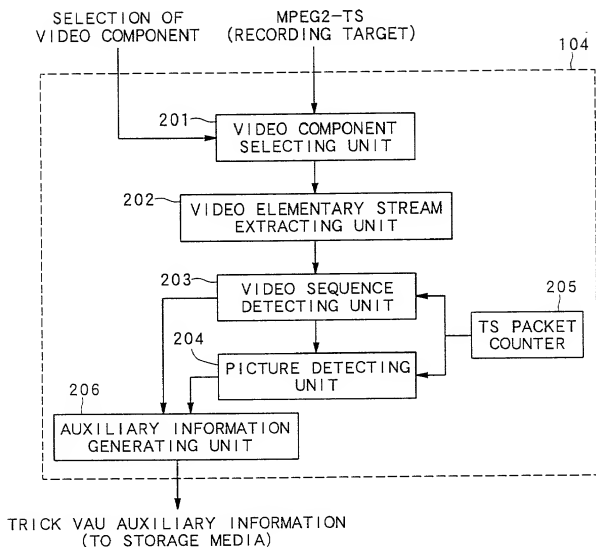 SELECTION OF
VIDEO COMPONENT
MPEG2-TS
(RECORDING TARGET)
104
201
VIDEO COMPONENT
SELECTING UNIT
202
VIDEO ELEMENTARY STREAM
EXTRACTING UNIT
203
VIDEO SEQUENCE
DETECTING UNIT
205
TS PACKET
COUNTER
204
PICTURE DETECTING
UNIT
206
AUXILIARY INFORMATION
GENERATING UNIT
TRICK VAU AUXILIARY INFORMATION
(TO STORAGE MEDIA)